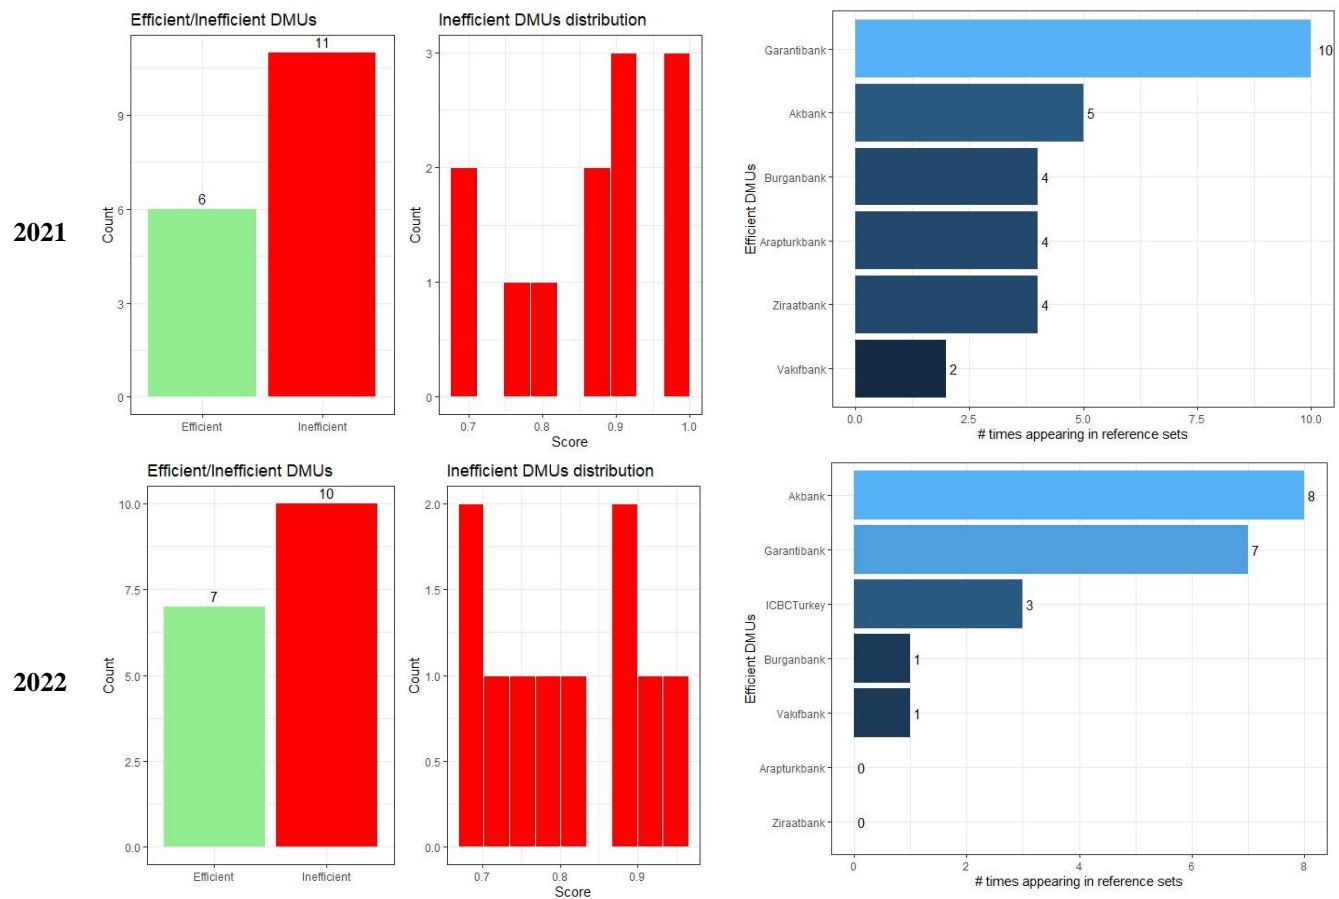 2021
Efficient/Inefficient DMUs
Count
9
6
3
0
6
11
Efficient
Inefficient
Inefficient DMUs distribution
Count
3
2
1
0
0.7
0.8
0.9
1.0
Score
Efficient DMUs
Garantibank
10
Akbank
5
Burganbank
4
Arapturkbank
4
Ziraatbank
4
Vakıfbank
2
0.0
2.5
5.0
7.5
10.0
# times appearing in reference sets
2022
Efficient/Inefficient DMUs
Count
10.0
7.5
5.0
2.5
0.0
7
10
Efficient
Inefficient
Inefficient DMUs distribution
Count
2.0
1.5
1.0
0.5
0.0
0.7
0.8
0.9
Score
Efficient DMUs
Akbank
8
Garantibank
7
ICBCTurkey
3
Burganbank
1
Vakıfbank
1
Arapturkbank
0
Ziraatbank
0
0
2
4
6
8
# times appearing in reference sets